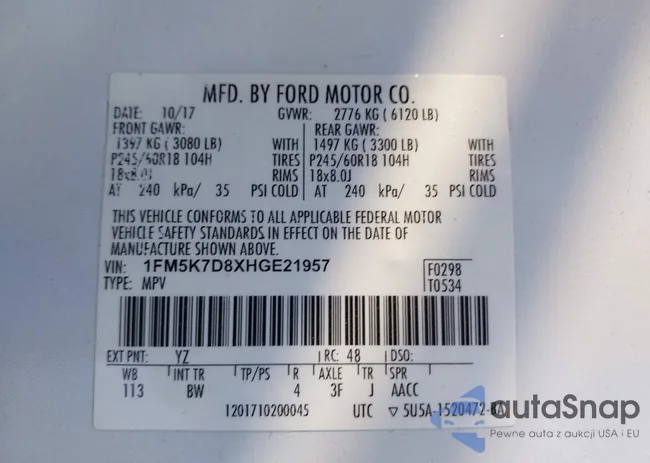 MFD. BY FORD MOTOR CO.
DATE: 10/17 GVWR: 2776 KG ( 6120 LB)
FRONT GAWR: REAR GAWR:
1397 KG ( 3080 LB) WITH 1497 KG ( 3300 LB) WITH
P245/60R18 104H TIRES P245/60R18 104H TIRES
18x8.0J RIMS 18x8.0J RIMS
AT 240 kPa/ 35 PSI COLD AT 240 kPa/ 35 PSI COLD
THIS VEHICLE CONFORMS TO ALL APPLICABLE FEDERAL MOTOR
VEHICLE SAFETY STANDARDS IN EFFECT ON THE DATE OF
MANUFACTURE SHOWN ABOVE.
VIN: 1FM5K7D8XHGE21957 F0298
TYPE: MPV T0534
EXT PNT: YZ RC: 48 DSO:
WB INT TR TP/PS R AXLE TR SPR
113 BW 4 3F J AACC
1201710200045 UTC ▽ 5U5A-1520472-BA
autaSnap
Pewne auta z aukcji USA i EU